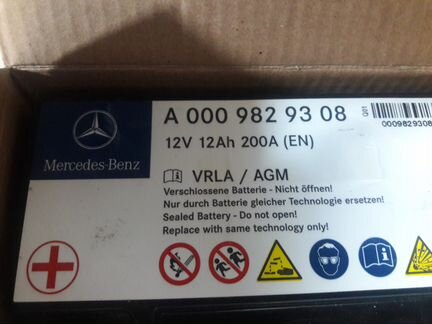 A 000 982 93 08
Q01
0009829308
12V 12Ah 200A (EN)
Mercedes-Benz
VRLA / AGM
Verschlossene Batterie - Nicht öffnen!
Nur durch Batterie gleicher Technologie ersetzen!
Sealed Battery - Do not open!
Replace with same technology only!